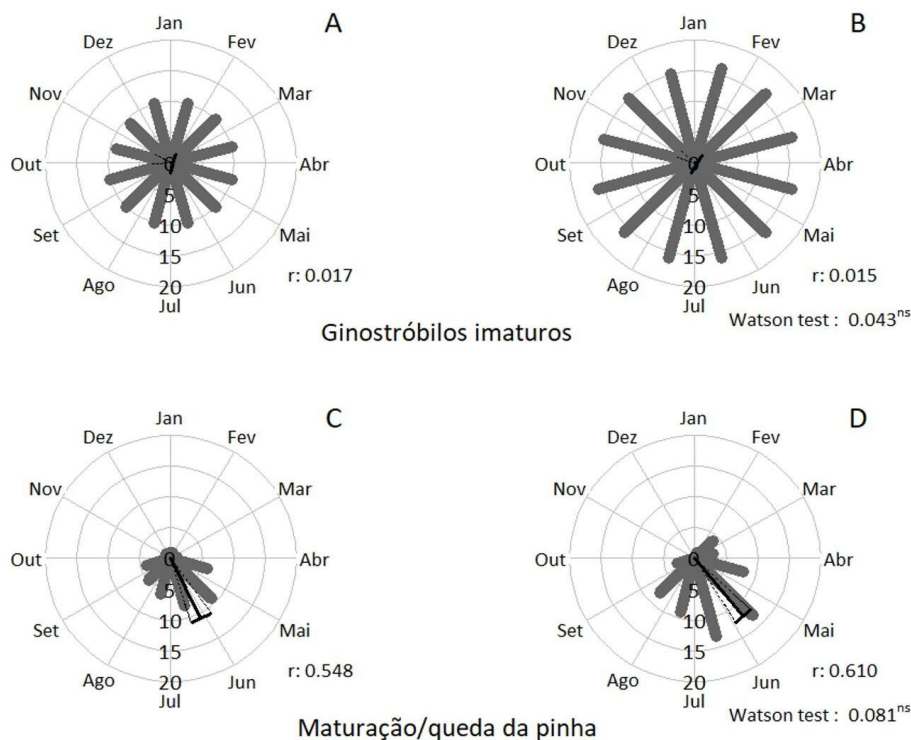 A
Jan
Fev
Mar
Abr
Mai
Jun
Jul
Ago
Set
Out
Nov
Dez
0
5
10
15
20
r: 0.017
B
Jan
Fev
Mar
Abr
Mai
Jun
Jul
Ago
Set
Out
Nov
Dez
0
5
10
15
20
r: 0.015
Watson test : 0.043ns
Ginostróbilos imaturos
C
Jan
Fev
Mar
Abr
Mai
Jun
Jul
Ago
Set
Out
Nov
Dez
0
5
10
15
20
r: 0.548
D
Jan
Fev
Mar
Abr
Mai
Jun
Jul
Ago
Set
Out
Nov
Dez
0
5
10
15
20
r: 0.610
Watson test : 0.081ns
Maturação/queda da pinha